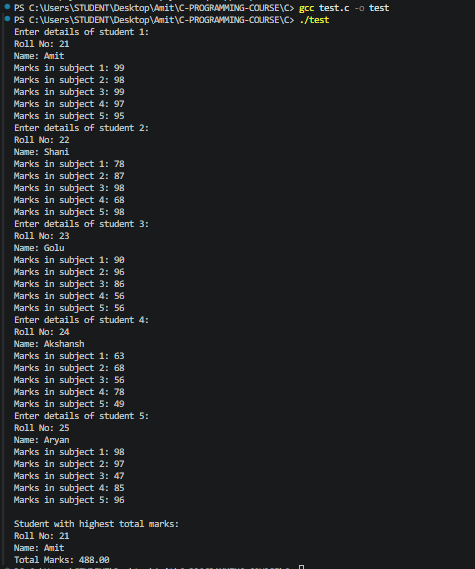 PS C:\Users\STUDENT\Desktop\Amit\C-PROGRAMMING-COURSE\C> gcc test.c -o test
PS C:\Users\STUDENT\Desktop\Amit\C-PROGRAMMING-COURSE\C> ./test
Enter details of student 1:
Roll No: 21
Name: Amit
Marks in subject 1: 99
Marks in subject 2: 98
Marks in subject 3: 99
Marks in subject 4: 97
Marks in subject 5: 95
Enter details of student 2:
Roll No: 22
Name: Shani
Marks in subject 1: 78
Marks in subject 2: 87
Marks in subject 3: 98
Marks in subject 4: 68
Marks in subject 5: 98
Enter details of student 3:
Roll No: 23
Name: Golu
Marks in subject 1: 90
Marks in subject 2: 96
Marks in subject 3: 86
Marks in subject 4: 56
Marks in subject 5: 56
Enter details of student 4:
Roll No: 24
Name: Akshansh
Marks in subject 1: 63
Marks in subject 2: 68
Marks in subject 3: 56
Marks in subject 4: 78
Marks in subject 5: 49
Enter details of student 5:
Roll No: 25
Name: Aryan
Marks in subject 1: 98
Marks in subject 2: 97
Marks in subject 3: 47
Marks in subject 4: 85
Marks in subject 5: 96
Student with highest total marks:
Roll No: 21
Name: Amit
Total Marks: 488.00